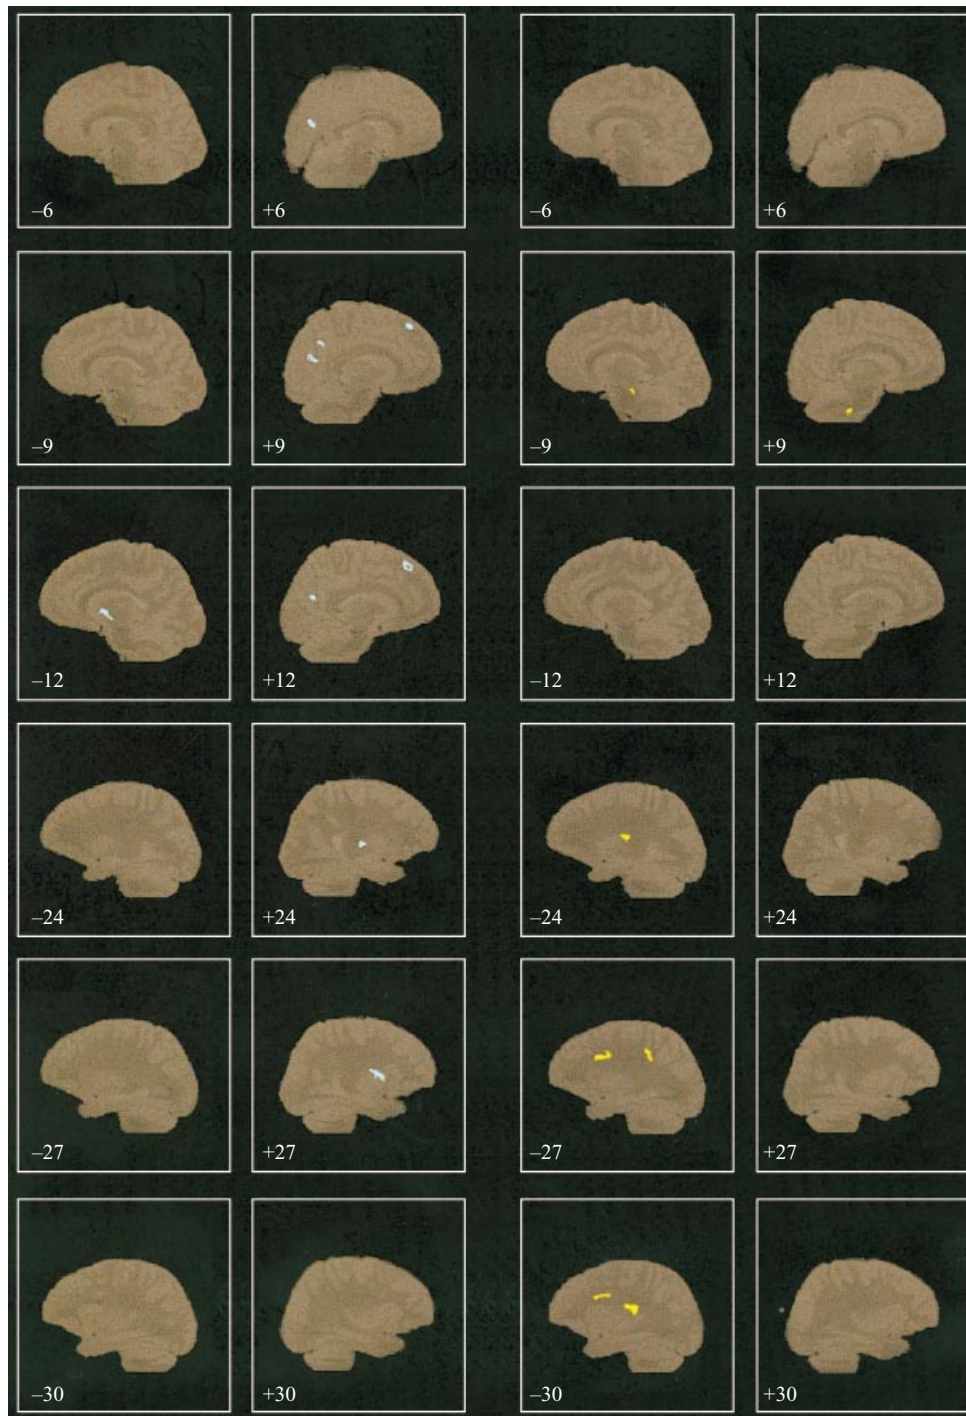 –6 +6 –6 +6
–9 +9 –9 +9
–12 +12 –12 +12
–24 +24 –24 +24
–27 +27 –27 +27
–30 +30 –30 +30